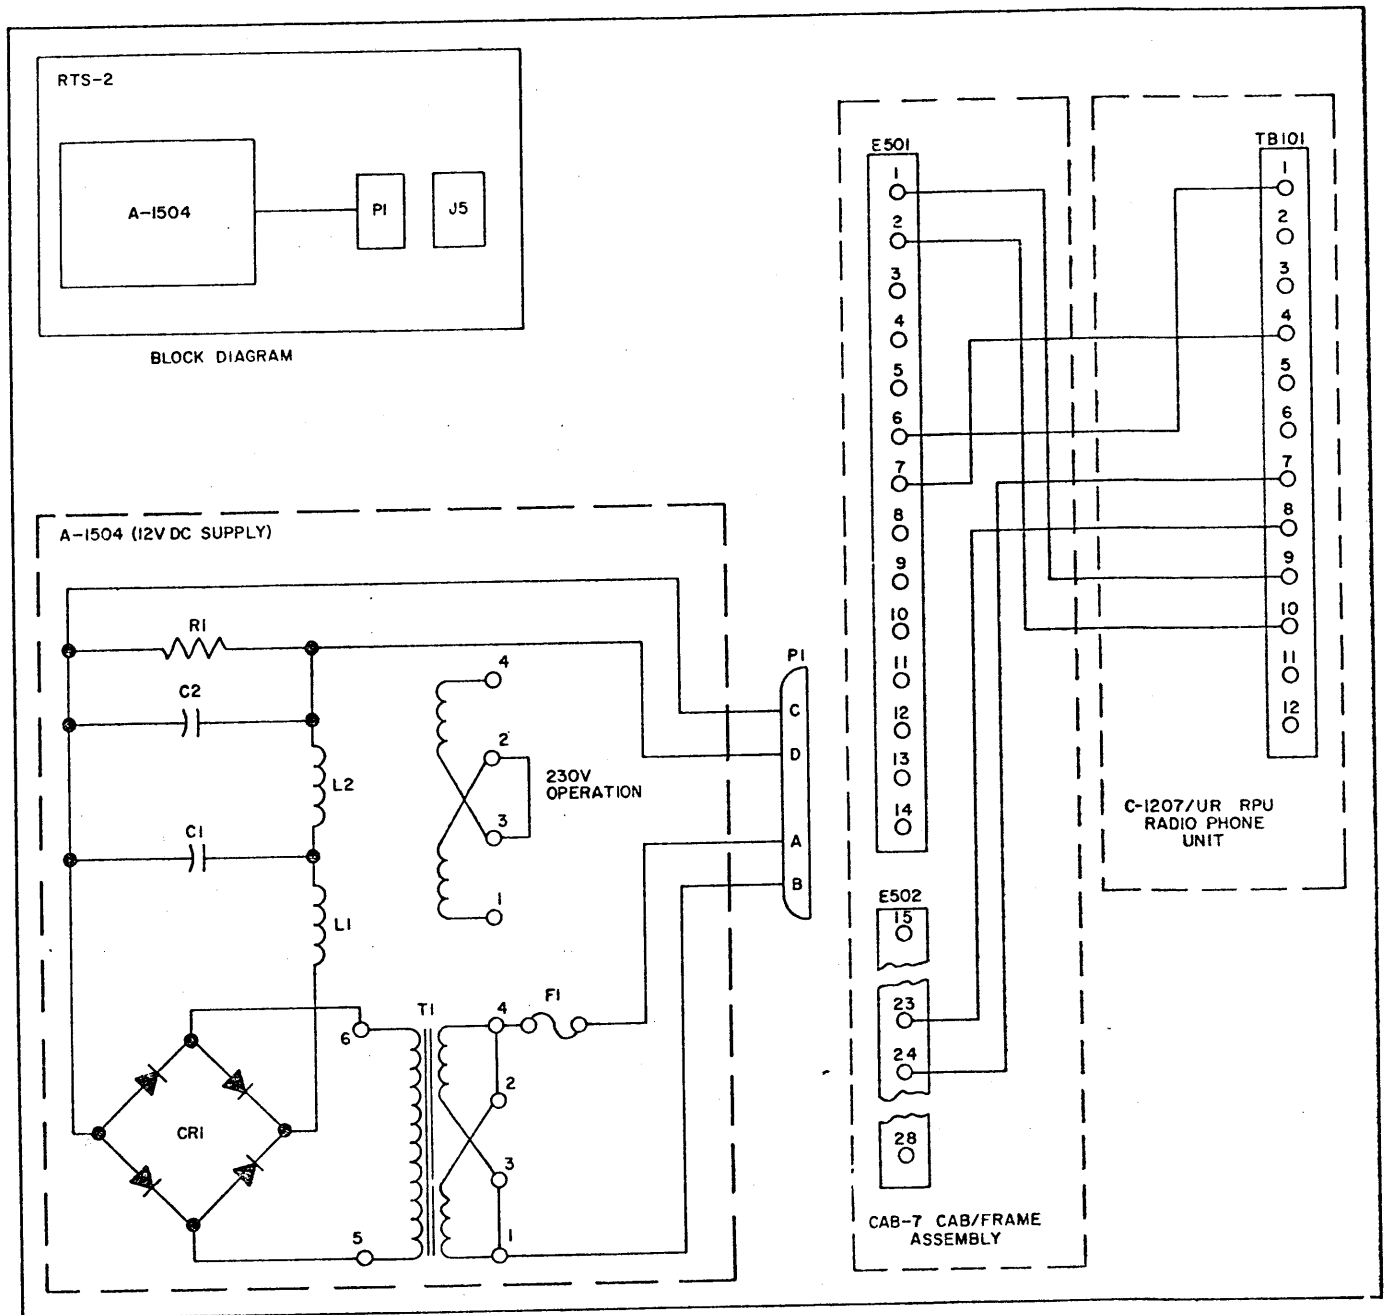 RTS-2
A-1504
P1
J5
BLOCK DIAGRAM
A-1504 (12V DC SUPPLY)
R1
C2
L2
C1
L1
4
2
3
1
230V
OPERATION
CR1
6
5
T1
4
2
3
1
F1
P1
C
D
A
B
E501
1
2
3
4
5
6
7
8
9
10
11
12
13
14
E502
15
23
24
28
CAB-7 CAB/FRAME
ASSEMBLY
TB101
1
2
3
4
5
6
7
8
9
10
11
12
C-1207/UR RPU
RADIO PHONE
UNIT